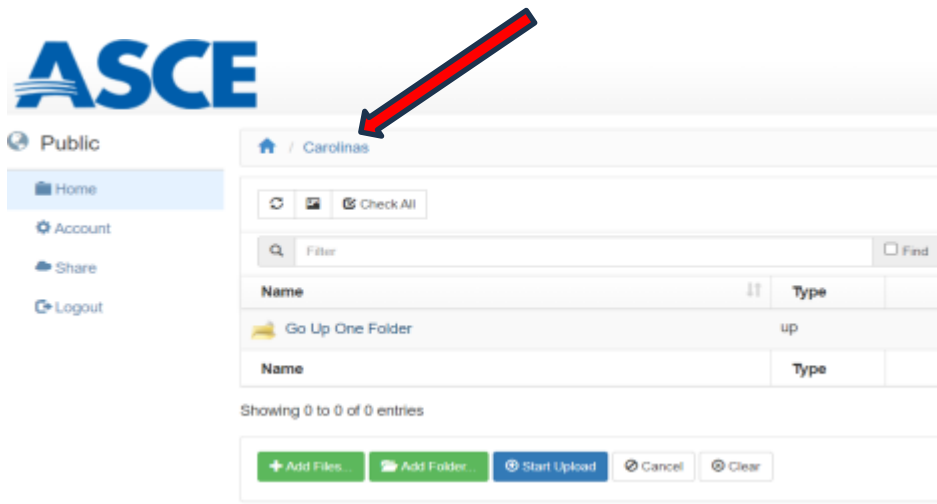 ASCE
Public
Home
Account
Share
Logout
/ Carolinas
Check All
Filter
Find
Name Type
Go Up One Folder up
Name Type
Showing 0 to 0 of 0 entries
Add Files... Add Folder... Start Upload Cancel Clear